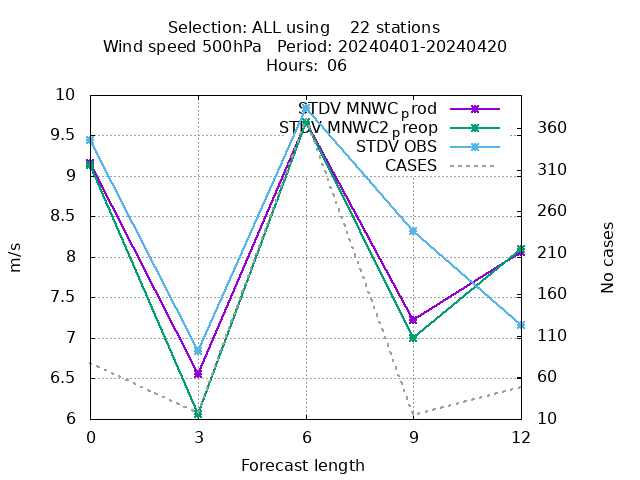 Selection: ALL using    22 stations
Wind speed 500hPa   Period: 20240401-20240420
Hours: 06
STDV MNWC_prod
STDV MNWC2_preop
STDV OBS
CASES
10
9.5
9
8.5
8
7.5
7
6.5
6
m/s
360
310
260
210
160
110
60
10
No cases
0 3 6 9 12
Forecast length